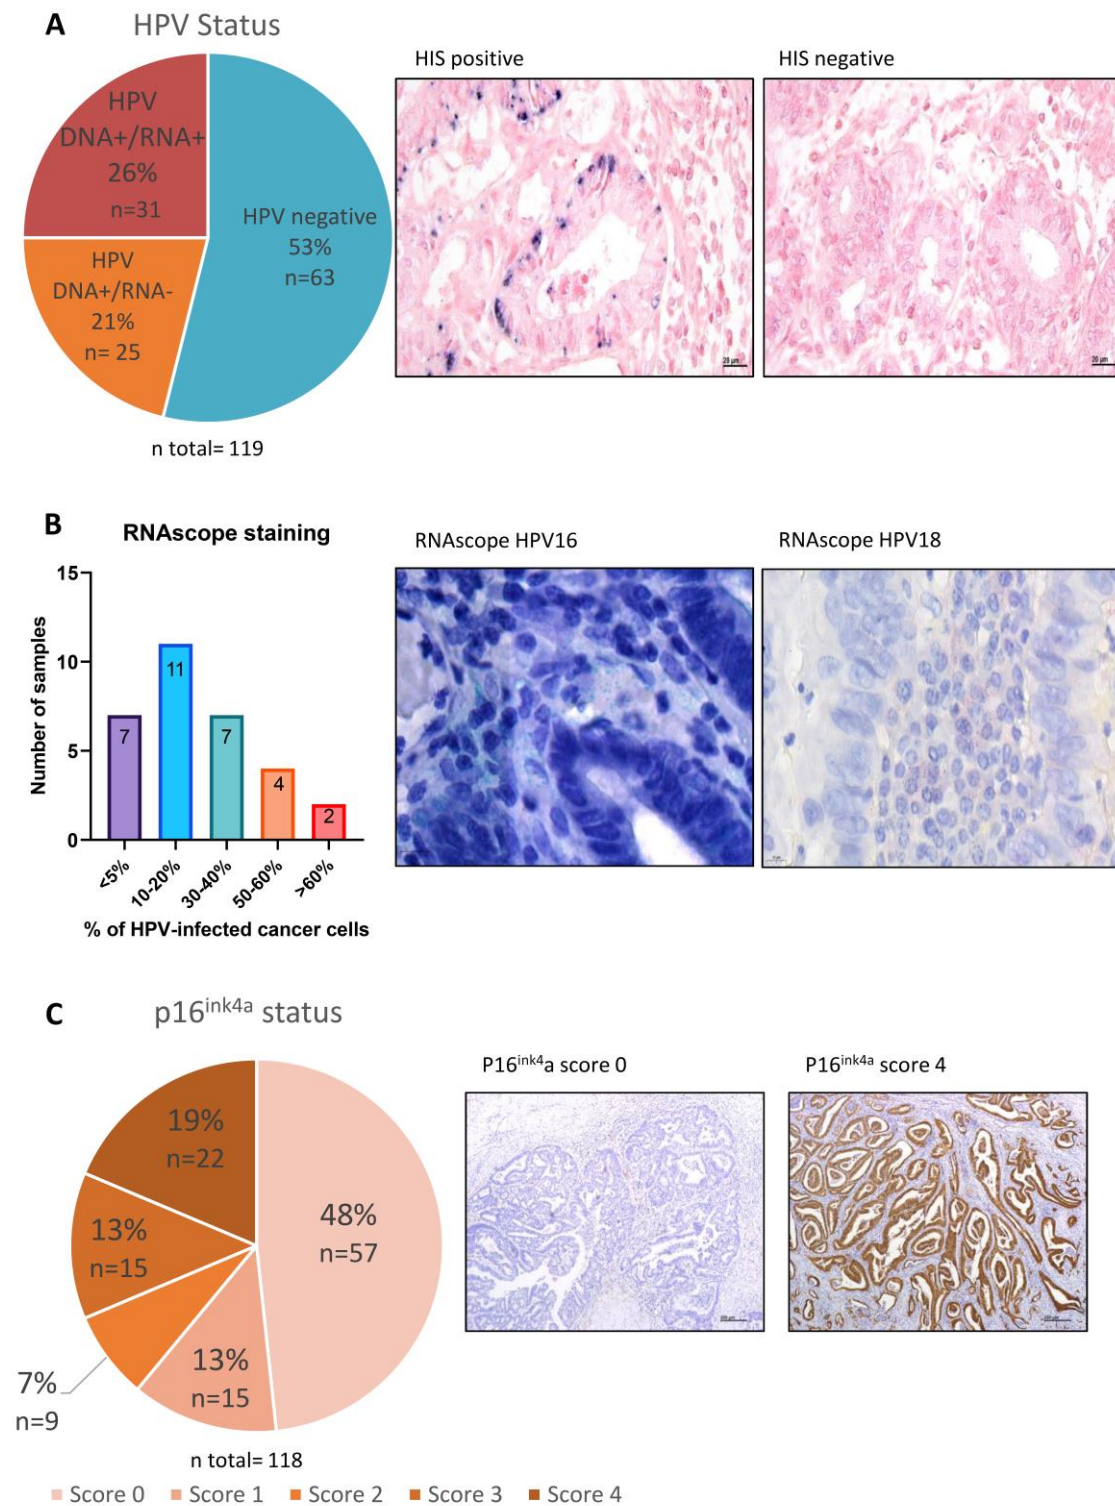 A
HPV Status
HPV
DNA+/RNA+
26%
n=31
HPV negative
53%
n=63
HPV
DNA+/RNA-
21%
n= 25
n total= 119
HIS positive
20 µm
HIS negative
20 µm
B
RNAscope staining
Number of samples
15
10
5
0
7
11
7
4
2
<5%
10-20%
30-40%
50-60%
>60%
% of HPV-infected cancer cells
RNAscope HPV16
RNAscope HPV18
C
p16ink4a status
19%
n=22
48%
n=57
13%
n=15
13%
n=15
7%
n=9
n total= 118
Score 0
Score 1
Score 2
Score 3
Score 4
P16ink4a score 0
P16ink4a score 4